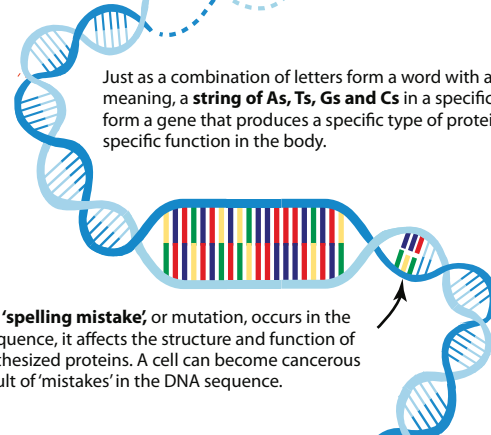 Just as a combination of letters form a word with a
meaning, a string of As, Ts, Gs and Cs in a specific
form a gene that produces a specific type of protei
specific function in the body.
'spelling mistake', or mutation, occurs in the
quence, it affects the structure and function of
thesized proteins. A cell can become cancerous
ult of 'mistakes' in the DNA sequence.